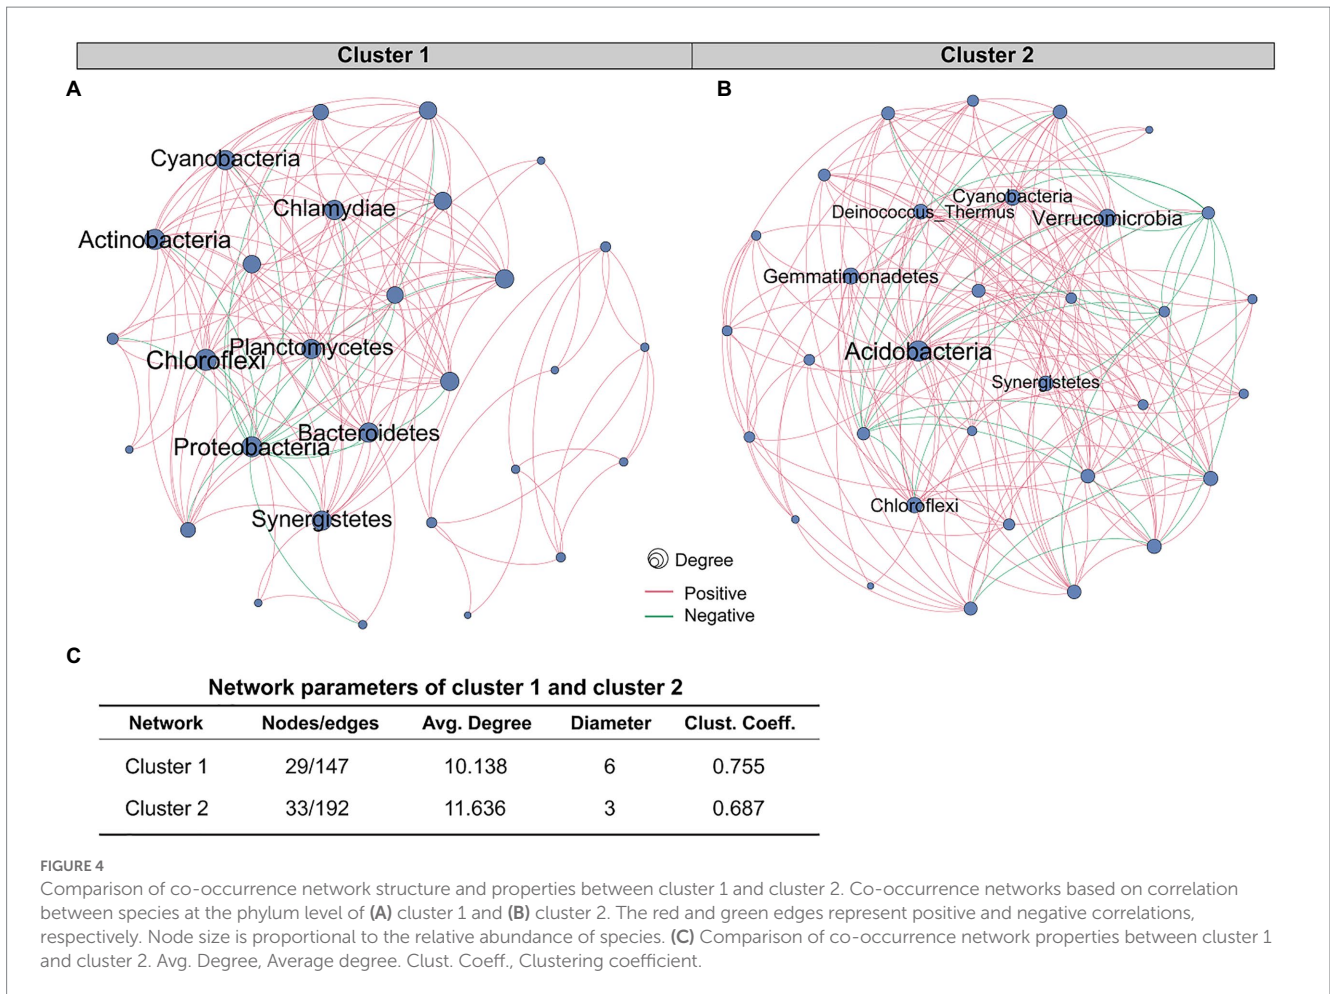 Cluster 1
Cluster 2
A
B
Cyanobacteria
Chlamydiae
Actinobacteria
Planctomycetes
Chloroflexi
Bacteroidetes
Proteobacteria
Synergistetes
Cyanobacteria
Deinococcus_Thermus
Verrucomicrobia
Gemmatimonadetes
Acidobacteria
Synergistetes
Chloroflexi
Degree
Positive
Negative
C
Network parameters of cluster 1 and cluster 2
Network Nodes/edges Avg. Degree Diameter Clust. Coeff.
Cluster 1 29/147 10.138 6 0.755
Cluster 2 33/192 11.636 3 0.687
FIGURE 4
Comparison of co-occurrence network structure and properties between cluster 1 and cluster 2. Co-occurrence networks based on correlation
between species at the phylum level of (A) cluster 1 and (B) cluster 2. The red and green edges represent positive and negative correlations,
respectively. Node size is proportional to the relative abundance of species. (C) Comparison of co-occurrence network properties between cluster 1
and cluster 2. Avg. Degree, Average degree. Clust. Coeff., Clustering coefficient.